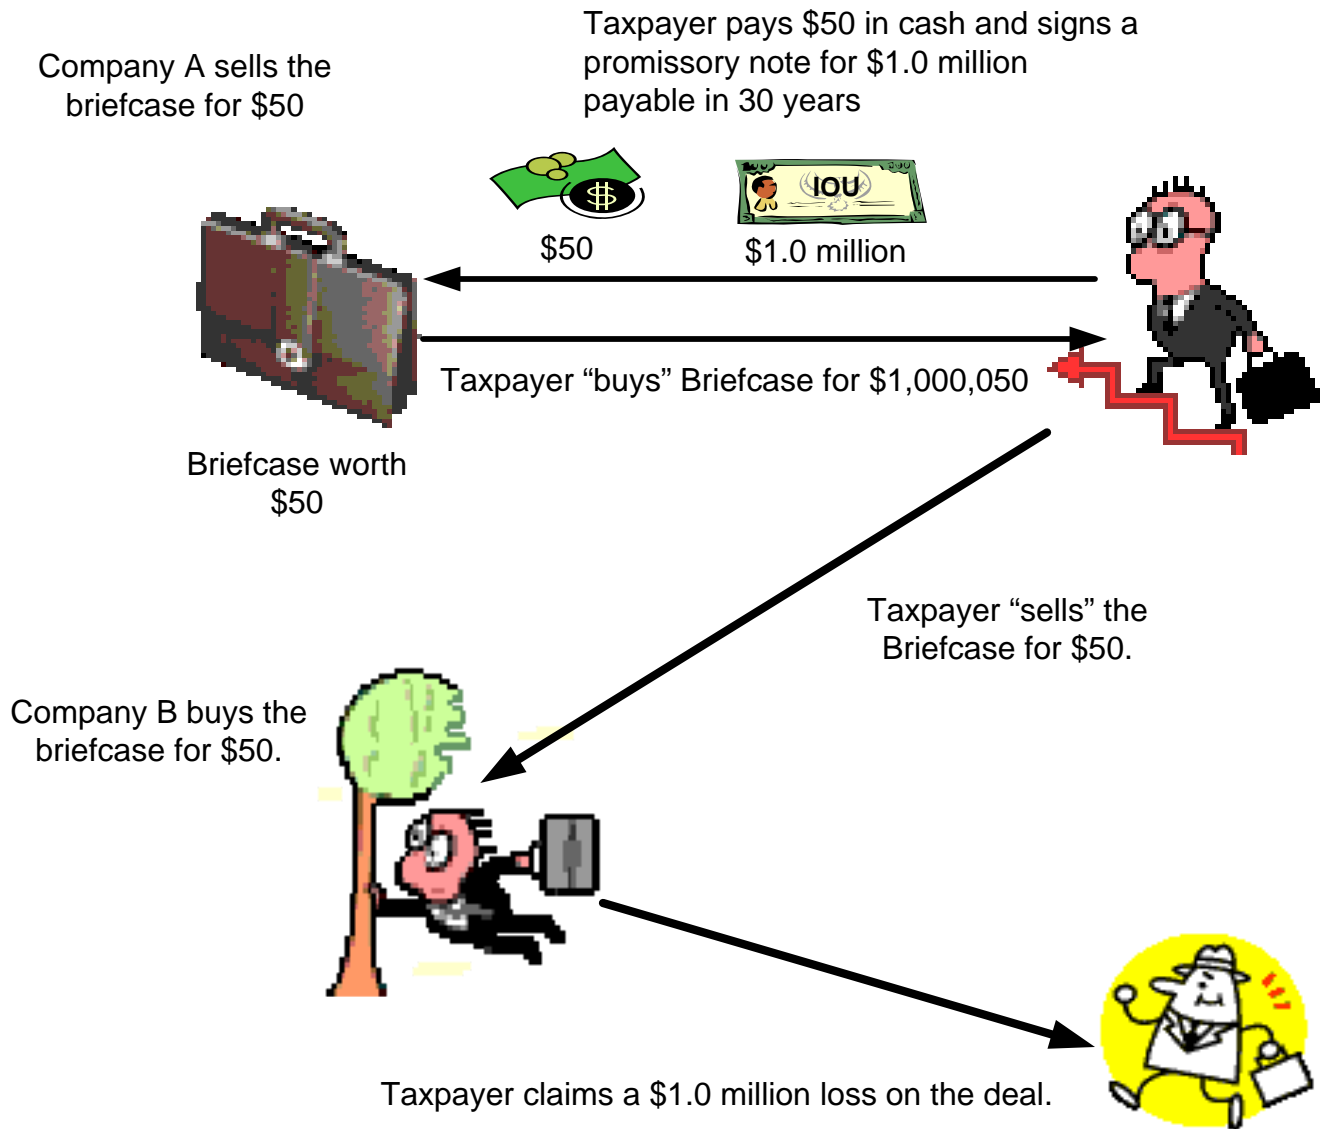 Taxpayer pays $50 in cash and signs a
promissory note for $1.0 million
payable in 30 years
Company A sells the
briefcase for $50
$
IOU
$50
$1.0 million
Taxpayer “buys” Briefcase for $1,000,050
Briefcase worth
$50
Taxpayer “sells” the
Briefcase for $50.
Company B buys the
briefcase for $50.
Taxpayer claims a $1.0 million loss on the deal.